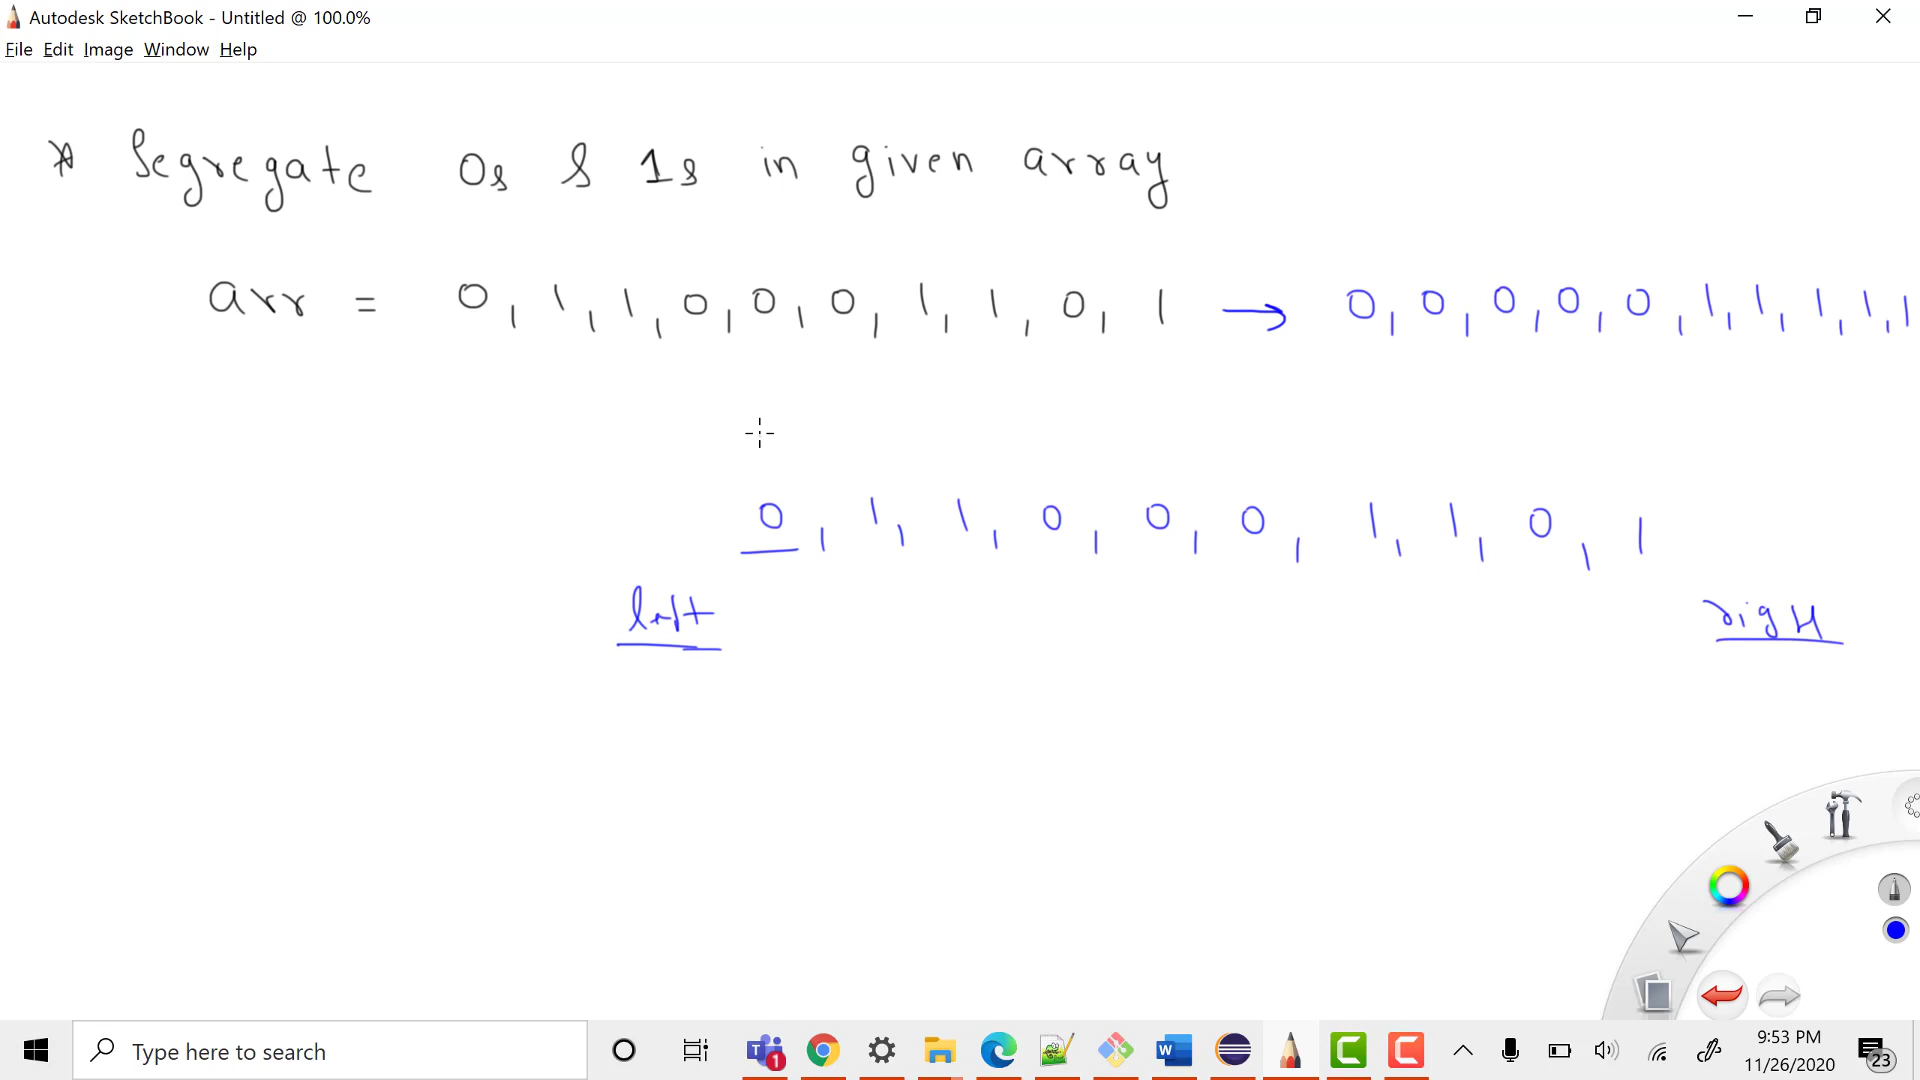 Autodesk SketchBook - Untitled @ 100.0%
File Edit Image Window Help
* Segregate 0s & 1s in given array
arr = 0, 1, 1, 0, 0, 0, 1, 1, 0, 1 → 0, 0, 0, 0, 0, 1, 1, 1, 1, 1
0, 1, 1, 0, 0, 0, 1, 1, 0, 1
left right
Type here to search
1
W
9:53 PM
11/26/2020
23